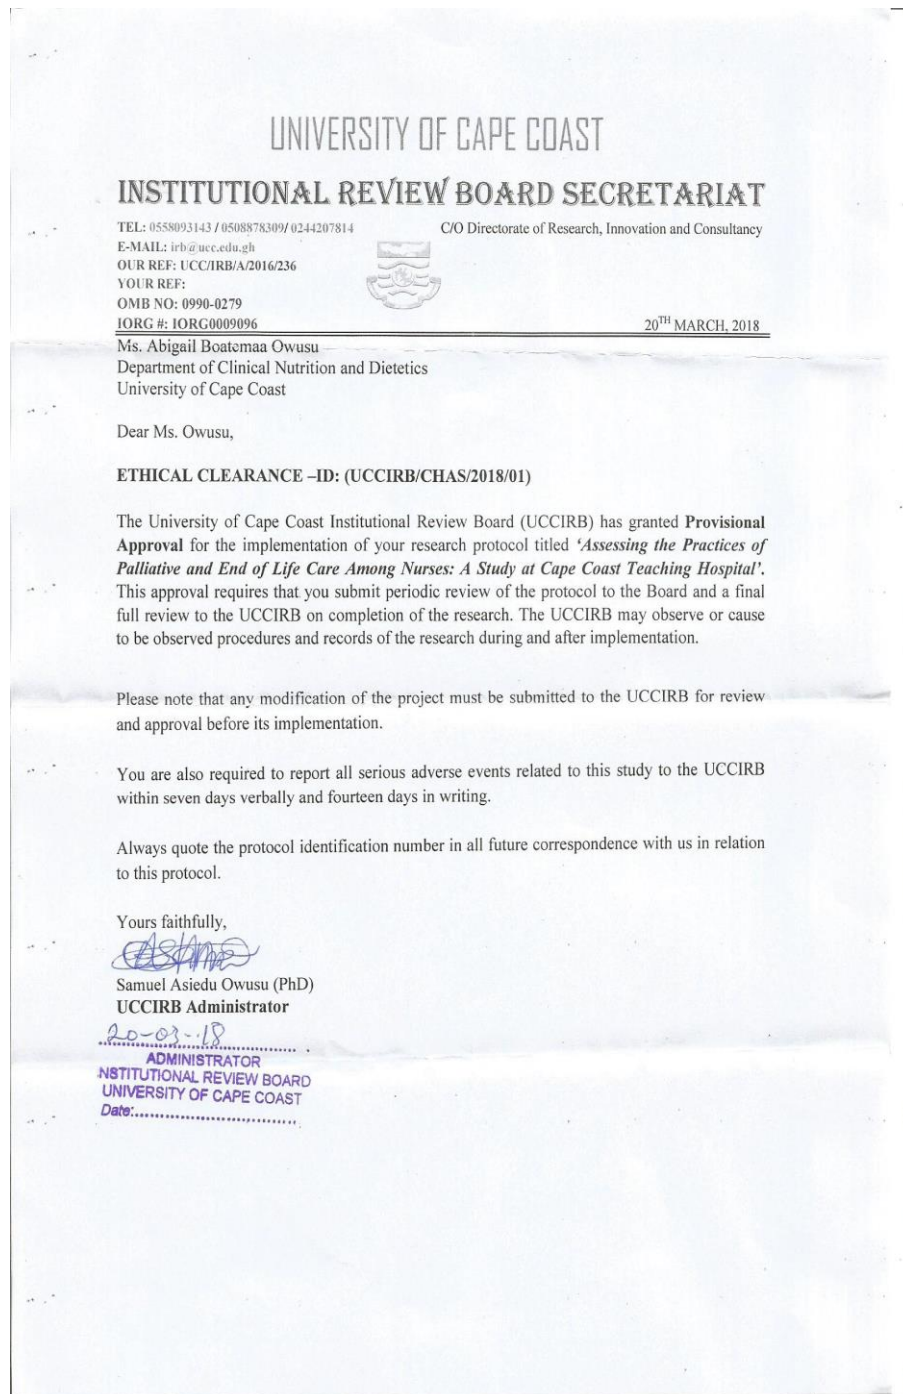 UNIVERSITY OF CAPE COAST
INSTITUTIONAL REVIEW BOARD SECRETARIAT
TEL: 0558093143 / 0508878309/ 0244207814
C/O Directorate of Research, Innovation and Consultancy
E-MAIL: irb@ucc.edu.gh
OUR REF: UCC/IRB/A/2016/236
YOUR REF:
OMB NO: 0990-0279
IORG #: IORG0009096
20TH MARCH, 2018
Ms. Abigail Boatemaa Owusu
Department of Clinical Nutrition and Dietetics
University of Cape Coast
Dear Ms. Owusu,
ETHICAL CLEARANCE –ID: (UCCIRB/CHAS/2018/01)
The University of Cape Coast Institutional Review Board (UCCIRB) has granted Provisional
Approval for the implementation of your research protocol titled ‘Assessing the Practices of
Palliative and End of Life Care Among Nurses: A Study at Cape Coast Teaching Hospital’.
This approval requires that you submit periodic review of the protocol to the Board and a final
full review to the UCCIRB on completion of the research. The UCCIRB may observe or cause
to be observed procedures and records of the research during and after implementation.
Please note that any modification of the project must be submitted to the UCCIRB for review
and approval before its implementation.
You are also required to report all serious adverse events related to this study to the UCCIRB
within seven days verbally and fourteen days in writing.
Always quote the protocol identification number in all future correspondence with us in relation
to this protocol.
Yours faithfully,
Samuel Asiedu Owusu (PhD)
UCCIRB Administrator
20-03-18
ADMINISTRATOR
NSTITUTIONAL REVIEW BOARD
UNIVERSITY OF CAPE COAST
Date:................................